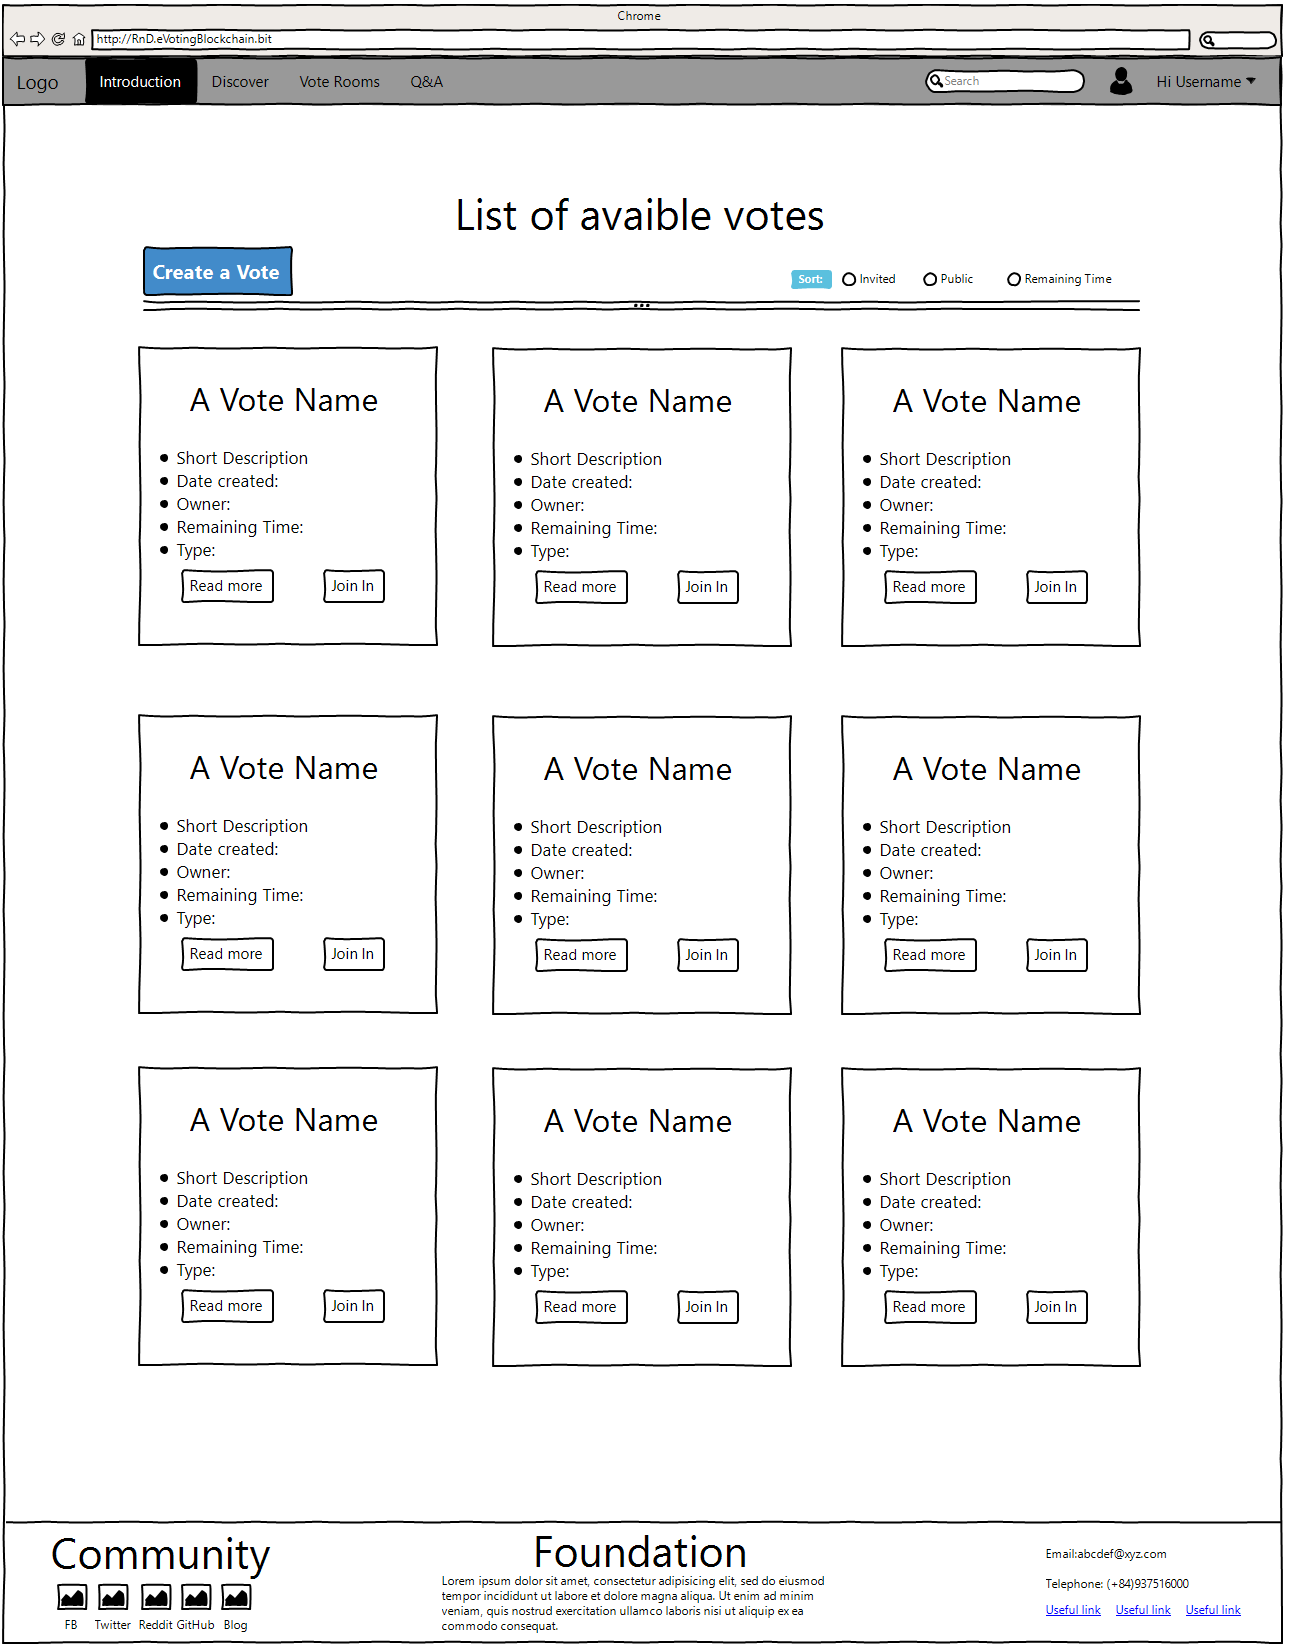 Chrome
http://RnD.eVotingBlockchain.bit
Logo Introduction Discover Vote Rooms Q&A Search Hi Username
List of avaible votes
Create a Vote
Sort: Invited Public Remaining Time
A Vote Name
Short Description
Date created:
Owner:
Remaining Time:
Type:
Read more Join In
A Vote Name
Short Description
Date created:
Owner:
Remaining Time:
Type:
Read more Join In
A Vote Name
Short Description
Date created:
Owner:
Remaining Time:
Type:
Read more Join In
A Vote Name
Short Description
Date created:
Owner:
Remaining Time:
Type:
Read more Join In
A Vote Name
Short Description
Date created:
Owner:
Remaining Time:
Type:
Read more Join In
A Vote Name
Short Description
Date created:
Owner:
Remaining Time:
Type:
Read more Join In
A Vote Name
Short Description
Date created:
Owner:
Remaining Time:
Type:
Read more Join In
A Vote Name
Short Description
Date created:
Owner:
Remaining Time:
Type:
Read more Join In
A Vote Name
Short Description
Date created:
Owner:
Remaining Time:
Type:
Read more Join In
Community
FB Twitter Reddit GitHub Blog
Foundation
Lorem ipsum dolor sit amet, consectetur adipisicing elit, sed do eiusmod
tempor incididunt ut labore et dolore magna aliqua. Ut enim ad minim
veniam, quis nostrud exercitation ullamco laboris nisi ut aliquip ex ea
commodo consequat.
Email:abcdef@xyz.com
Telephone: (+84)937516000
Useful link Useful link Useful link